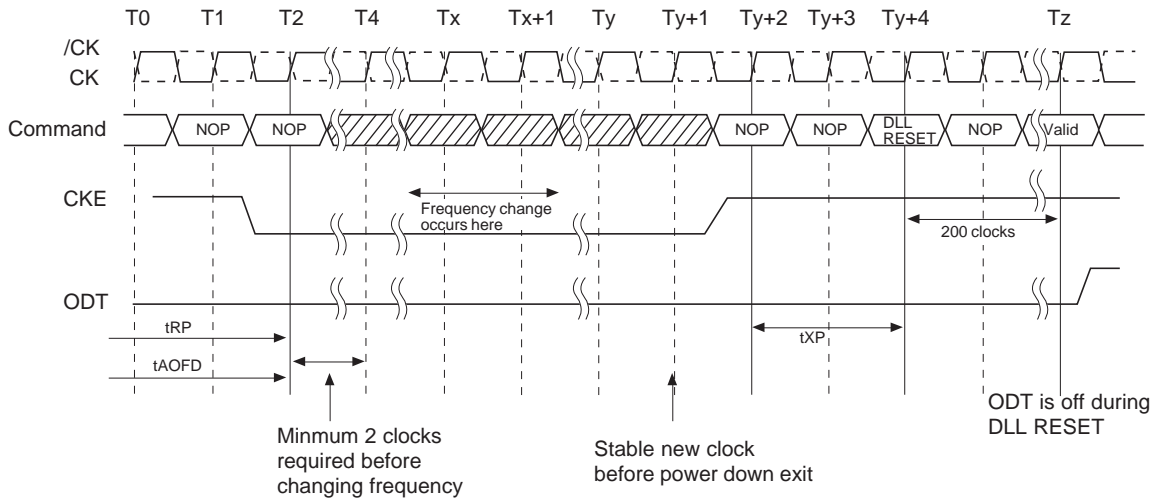 T0 T1 T2 T4 Tx Tx+1 Ty Ty+1 Ty+2 Ty+3 Ty+4 Tz
/CK
CK
Command NOP NOP NOP NOP DLL RESET NOP Valid
CKE
Frequency change
occurs here
200 clocks
ODT
tRP
tXP
tAOFD
Minmum 2 clocks
required before
changing frequency
Stable new clock
before power down exit
ODT is off during
DLL RESET